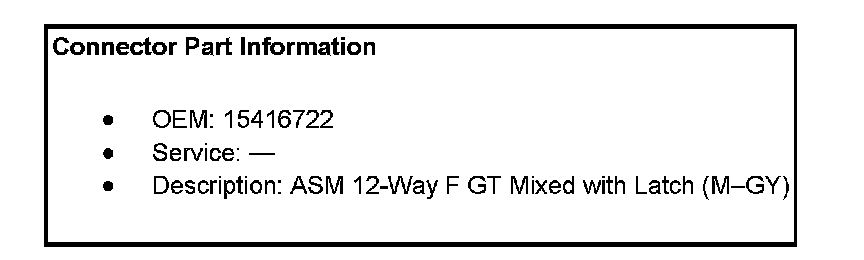 Connector Part Information
● OEM: 15416722
● Service: —
● Description: ASM 12-Way F GT Mixed with Latch (M–GY)